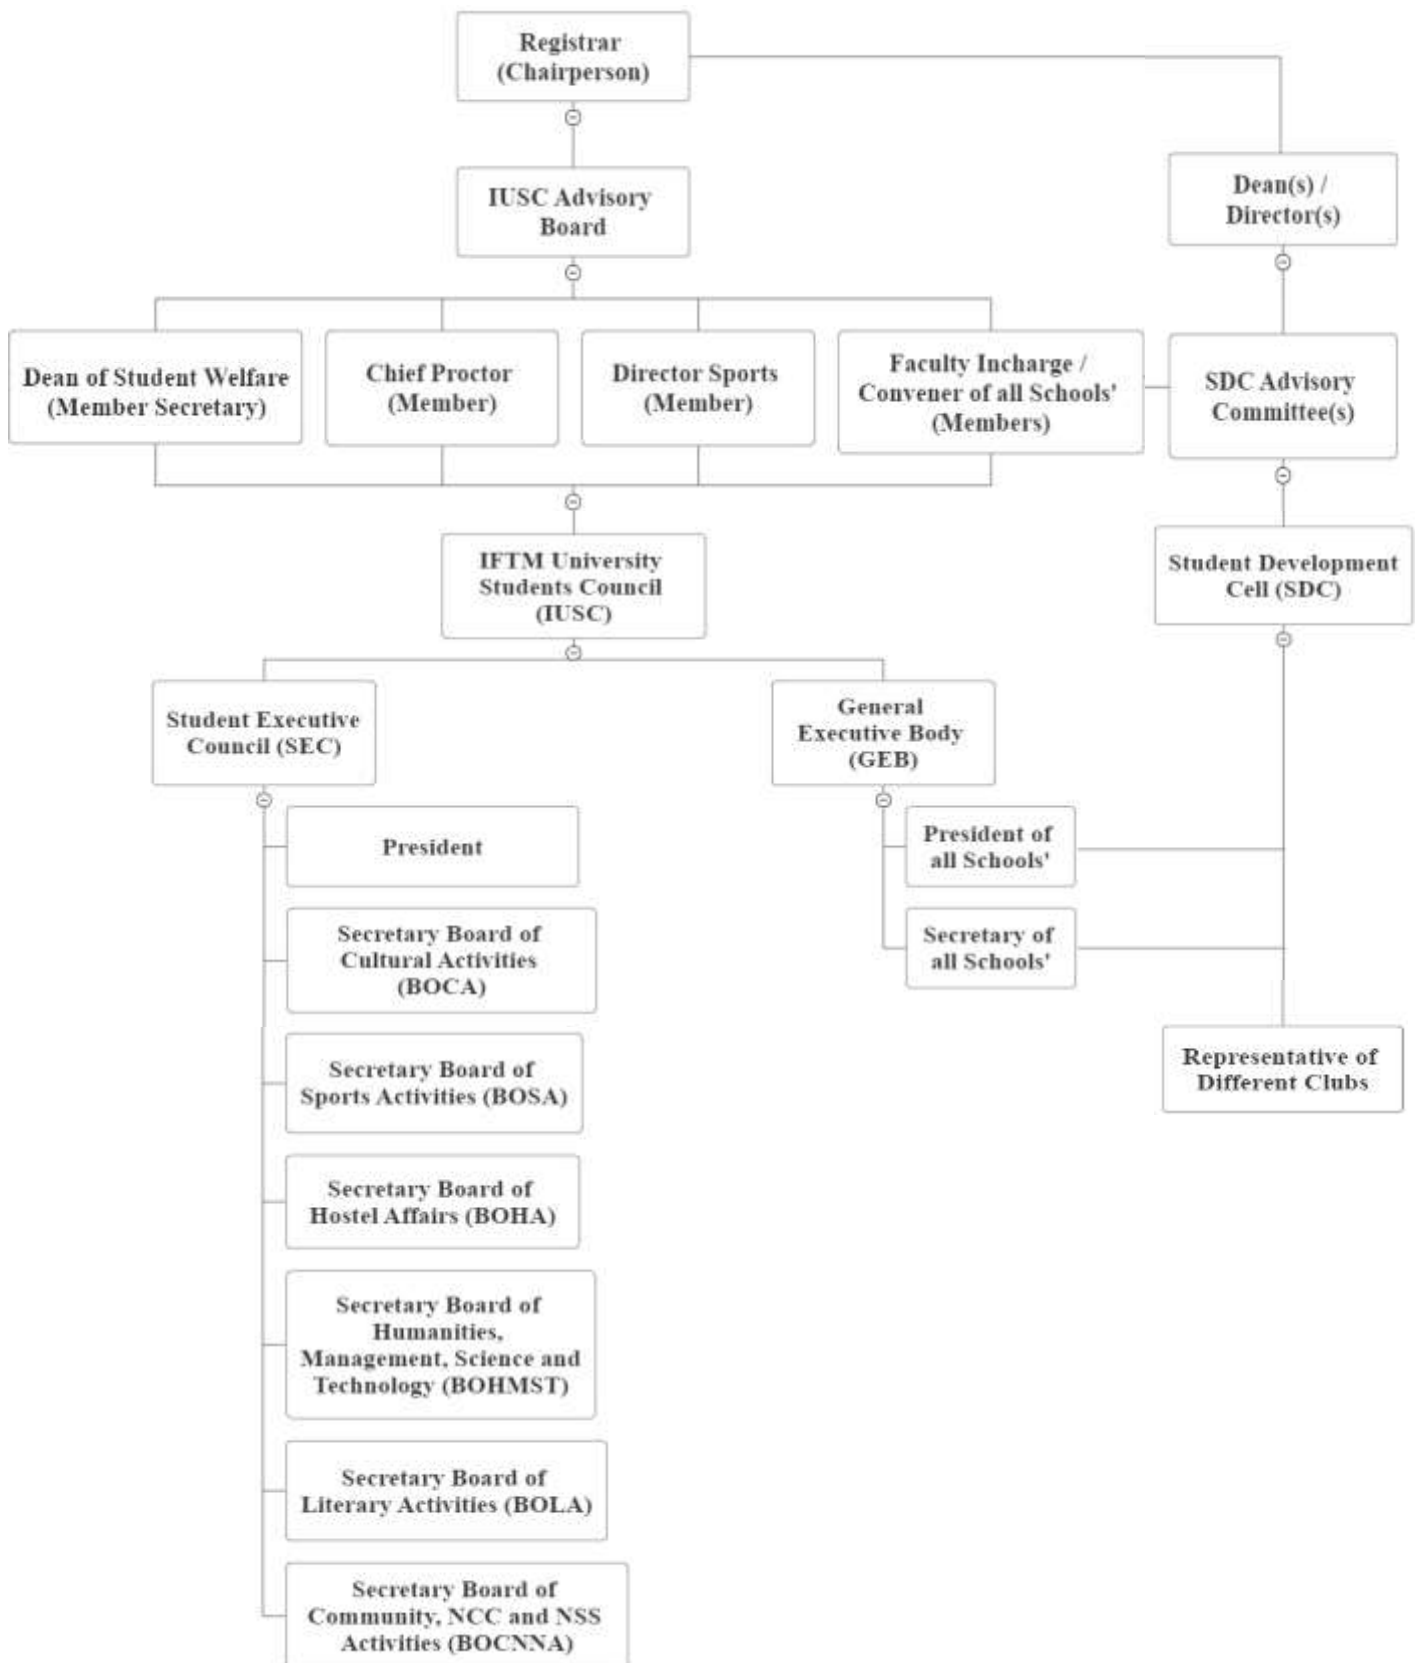 Registrar
(Chairperson)
IUSC Advisory
Board
Dean(s) /
Director(s)
Dean of Student Welfare
(Member Secretary)
Chief Proctor
(Member)
Director Sports
(Member)
Faculty Incharge /
Convener of all Schools'
(Members)
SDC Advisory
Committee(s)
IFTM University
Students Council
(IUSC)
Student Development
Cell (SDC)
Student Executive
Council (SEC)
General
Executive Body
(GEB)
President
President of
all Schools'
Secretary Board of
Cultural Activities
(BOCA)
Secretary of
all Schools'
Secretary Board of
Sports Activities (BOSA)
Representative of
Different Clubs
Secretary Board of
Hostel Affairs (BOHA)
Secretary Board of
Humanities,
Management, Science and
Technology (BOHMST)
Secretary Board of
Literary Activities (BOLA)
Secretary Board of
Community, NCC and NSS
Activities (BOCNNA)